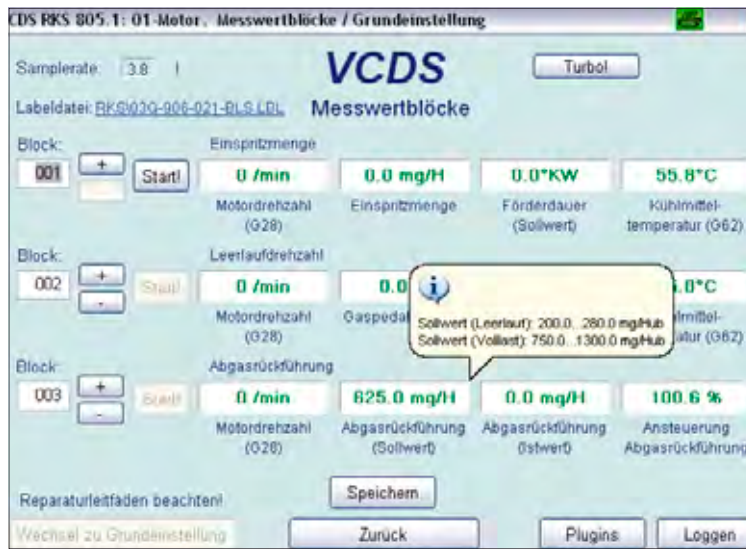 CDS RKS 805.1: 01-Motor, Messwertblöcke / Grundeinstellung
Samplerate: 3.8
VCDS
Turbo!
Labeldatei: RKS\03G-906-021-BLS.LBL
Messwertblöcke
Block:
Einspritzmenge
001 + Start! 0 /min 0.0 mg/H 0.0°KW 55.8°C
Motordrehzahl (G28)
Einspritzmenge
Förderdauer (Sollwert)
Kühlmittel-temperatur (G62)
Block:
Leerlaufdrehzahl
002 + - Start! 0 /min 0.0
Motordrehzahl (G28)
Gaspedal
Sollwert (Leerlauf): 200.0...280.0 mg/Hub
Sollwert (Volllast): 750.0...1300.0 mg/Hub
Block:
Abgasrückführung
003 + - Start! 0 /min 625.0 mg/H 0.0 mg/H 100.6 %
Motordrehzahl (G28)
Abgasrückführung (Sollwert)
Abgasrückführung (Istwert)
Ansteuerung Abgasrückführung
Reparaturleitfaden beachten!
Speichern
Wechsel zu Grundeinstellung
Zurück
Plugins
Loggen